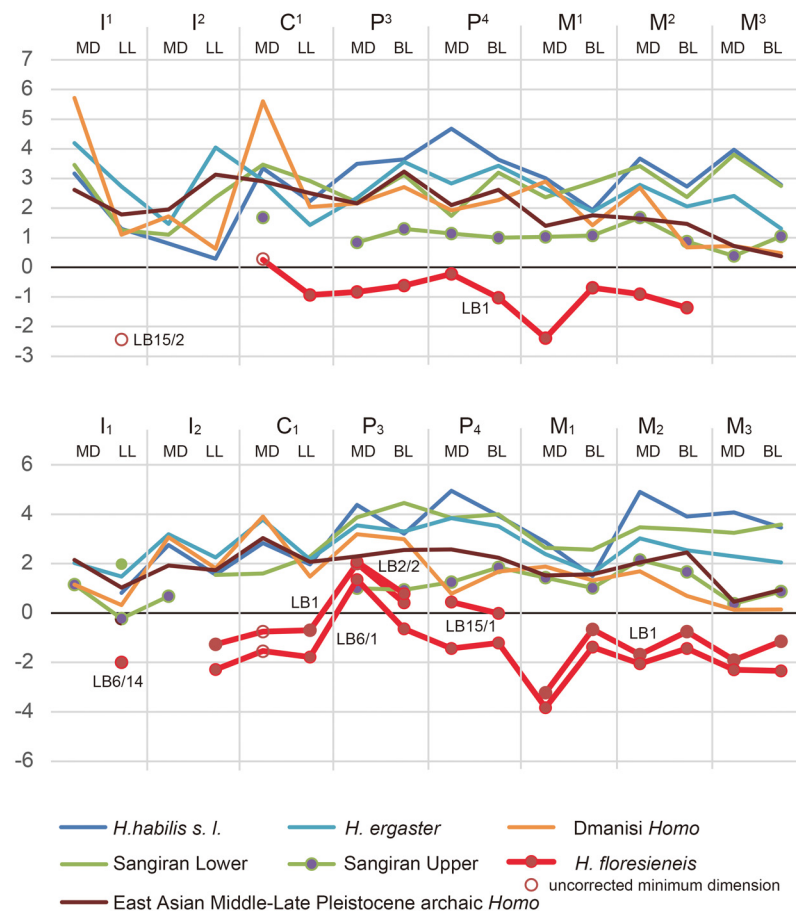 I¹ I² C¹ P³ P⁴ M¹ M² M³
MD LL MD LL MD LL MD BL MD BL MD BL MD BL MD BL
7
6
5
4
3
2
1
0
-1
-2
-3
LB1
LB15/2
I₁ I₂ C₁ P₃ P₄ M₁ M₂ M₃
MD LL MD LL MD LL MD BL MD BL MD BL MD BL MD BL
6
4
2
0
-2
-4
-6
LB2/2
LB1
LB15/1
LB6/1
LB1
LB6/14
H.habilis s. l. H. ergaster Dmanisi Homo
Sangiran Lower Sangiran Upper H. floresieneis
uncorrected minimum dimension
East Asian Middle-Late Pleistocene archaic Homo